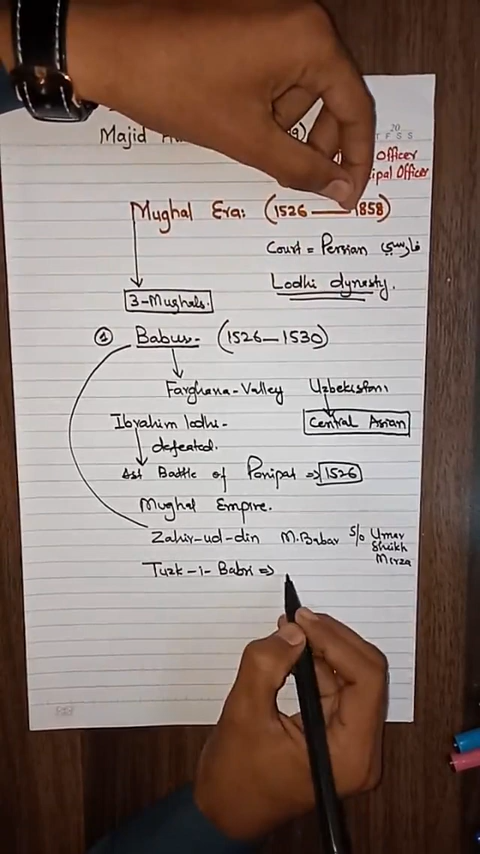 Majid
20
T F S S
Officer
ipal Officer
Mughal Era: (1526 — 1858)
Court = Persian فارسی
Lodhi dynasty.
3-Mughals.
① Babur- (1526—1530)
Farghana-Valley Uzbekistan
Ibrahim lodhi- Central Asian
defeated.
1st Battle of Panipat ⇒ 1526
Mughal Empire.
Zahir-ud-din M.Babar S/o Umar
Sheikh
Mirza
Tuzk-i-Babri ⇒